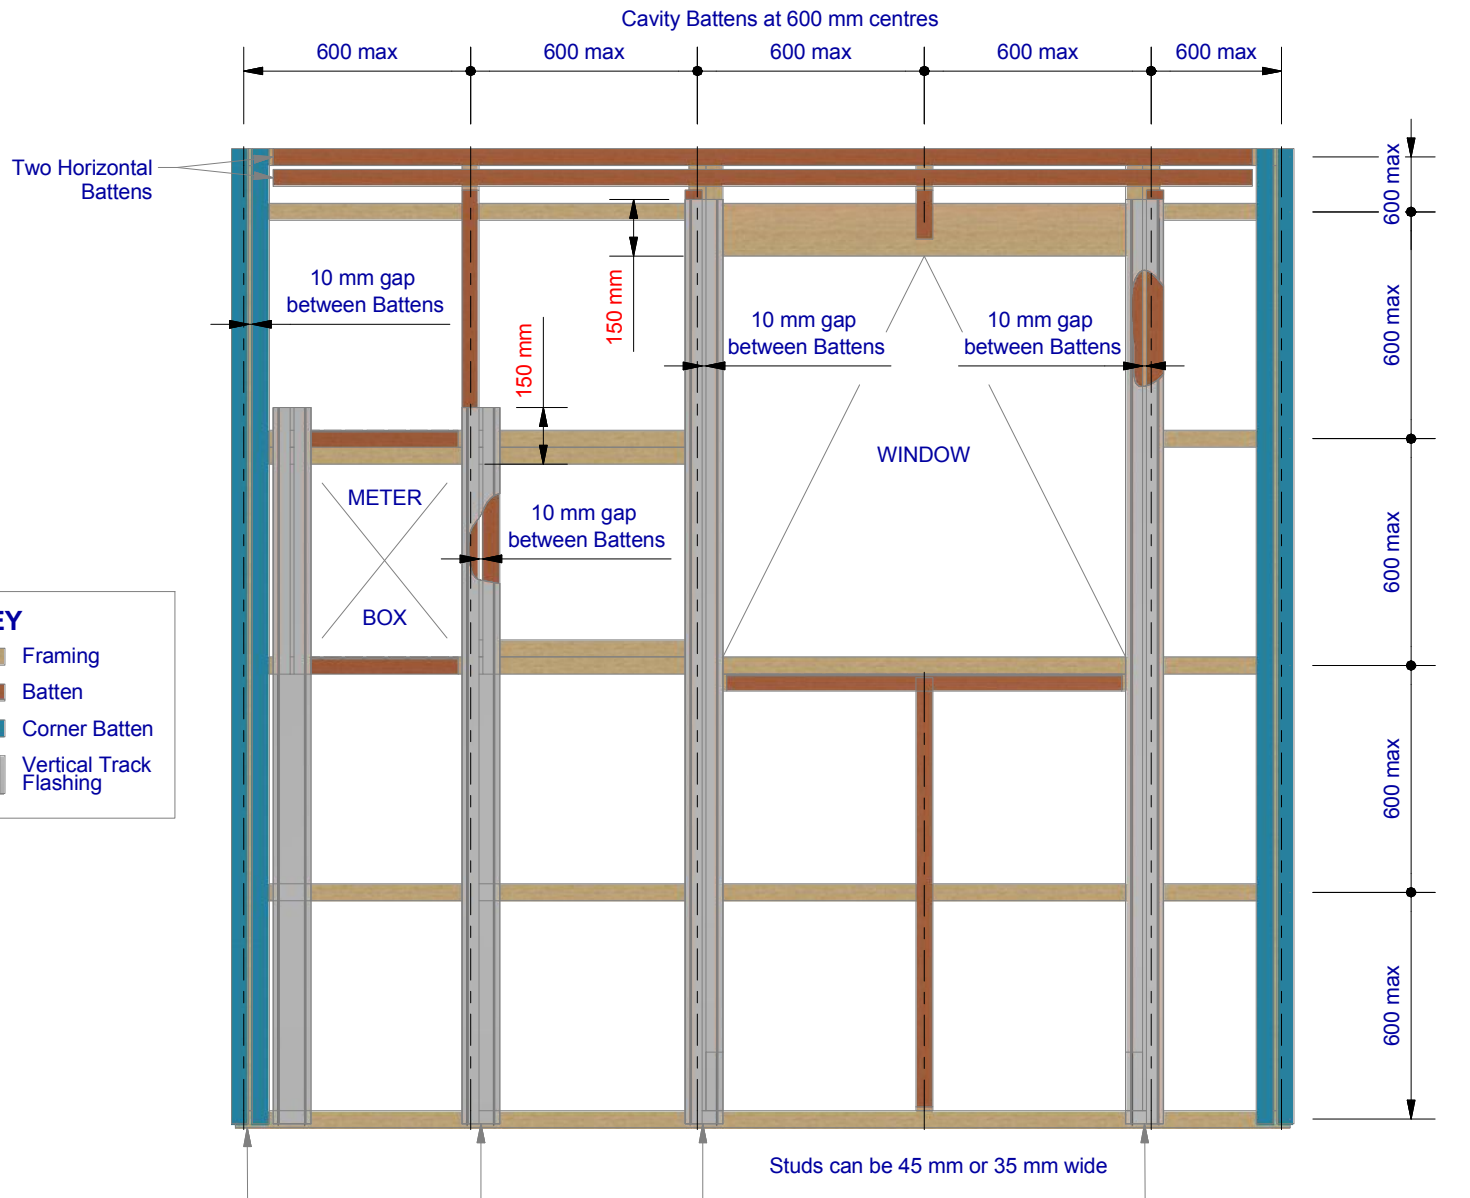 Cavity Battens at 600 mm centres
600 max
600 max
600 max
600 max
600 max
Two Horizontal
Battens
600 max
10 mm gap
between Battens
150 mm
150 mm
10 mm gap
between Battens
10 mm gap
between Battens
600 max
WINDOW
METER
BOX
10 mm gap
between Battens
600 max
EY
Framing
Batten
Corner Batten
Vertical Track
Flashing
600 max
600 max
Studs can be 45 mm or 35 mm wide